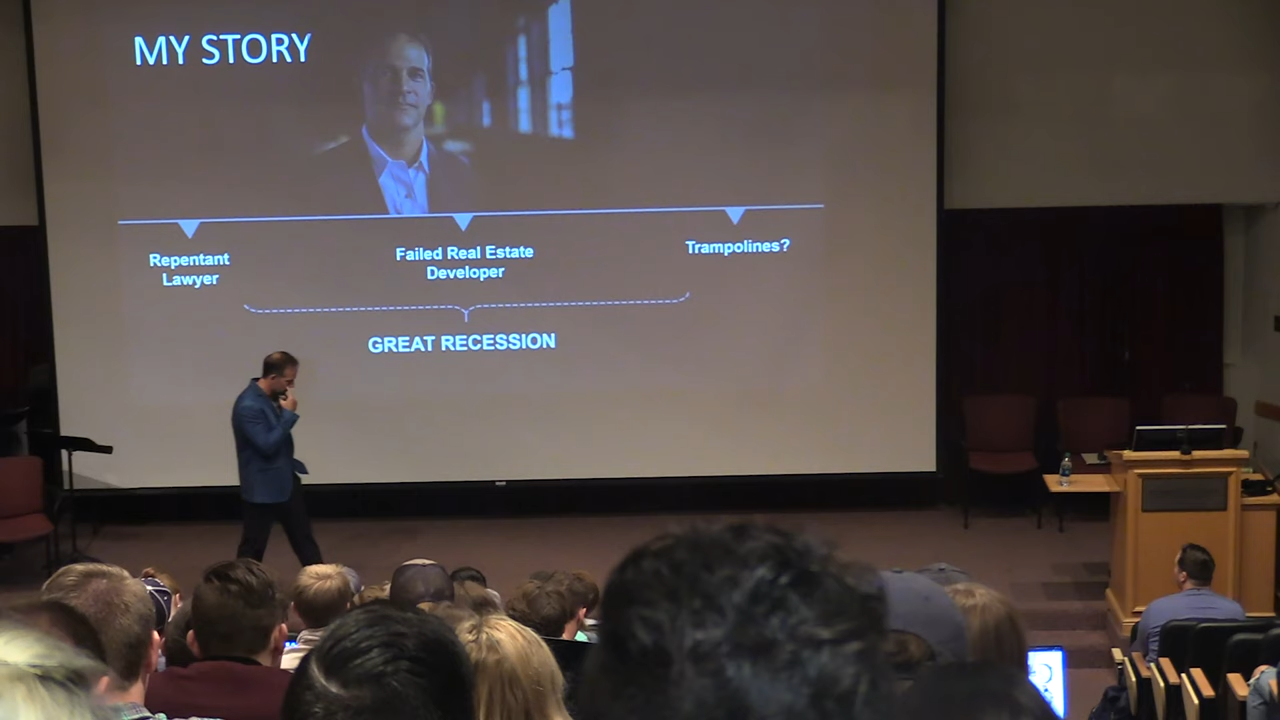 MY STORY
Repentant
Lawyer
Failed Real Estate
Developer
Trampolines?
GREAT RECESSION